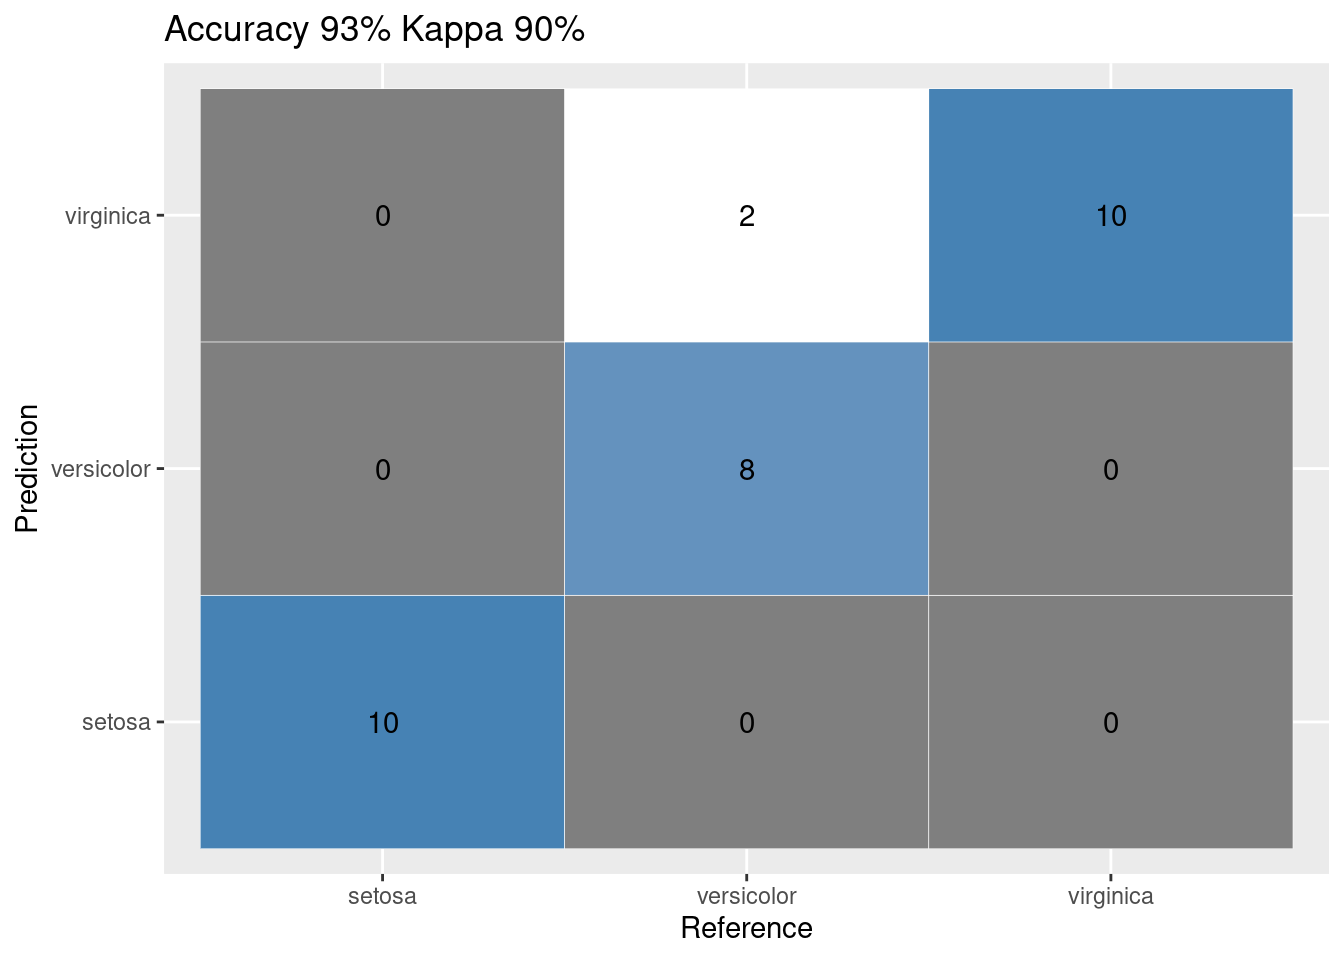 Accuracy 93% Kappa 90%
Prediction
virginica
0
2
10
versicolor
0
8
0
setosa
10
0
0
setosa
versicolor
virginica
Reference